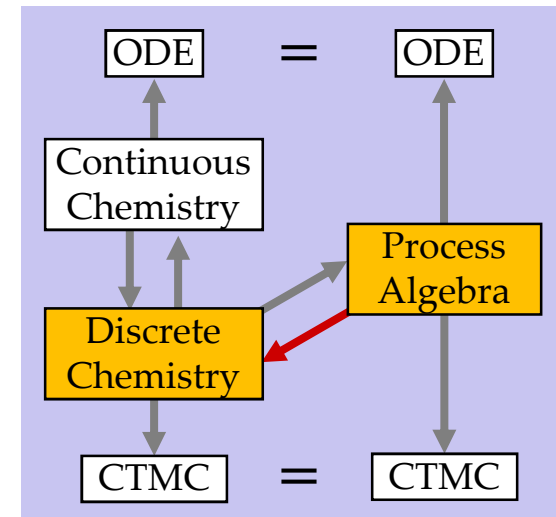 ODE = ODE
Continuous
Chemistry
Process
Algebra
Discrete
Chemistry
CTMC = CTMC